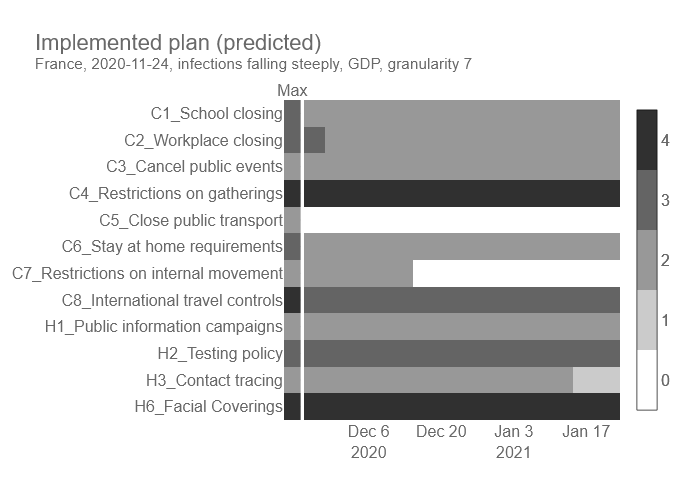 Implemented plan (predicted)
France, 2020-11-24, infections falling steeply, GDP, granularity 7
Max
C1_School closing
C2_Workplace closing
C3_Cancel public events
C4_Restrictions on gatherings
C5_Close public transport
C6_Stay at home requirements
C7_Restrictions on internal movement
C8_International travel controls
H1_Public information campaigns
H2_Testing policy
H3_Contact tracing
H6_Facial Coverings
4
3
2
1
0
Dec 6 Dec 20 Jan 3 Jan 17
2020 2021